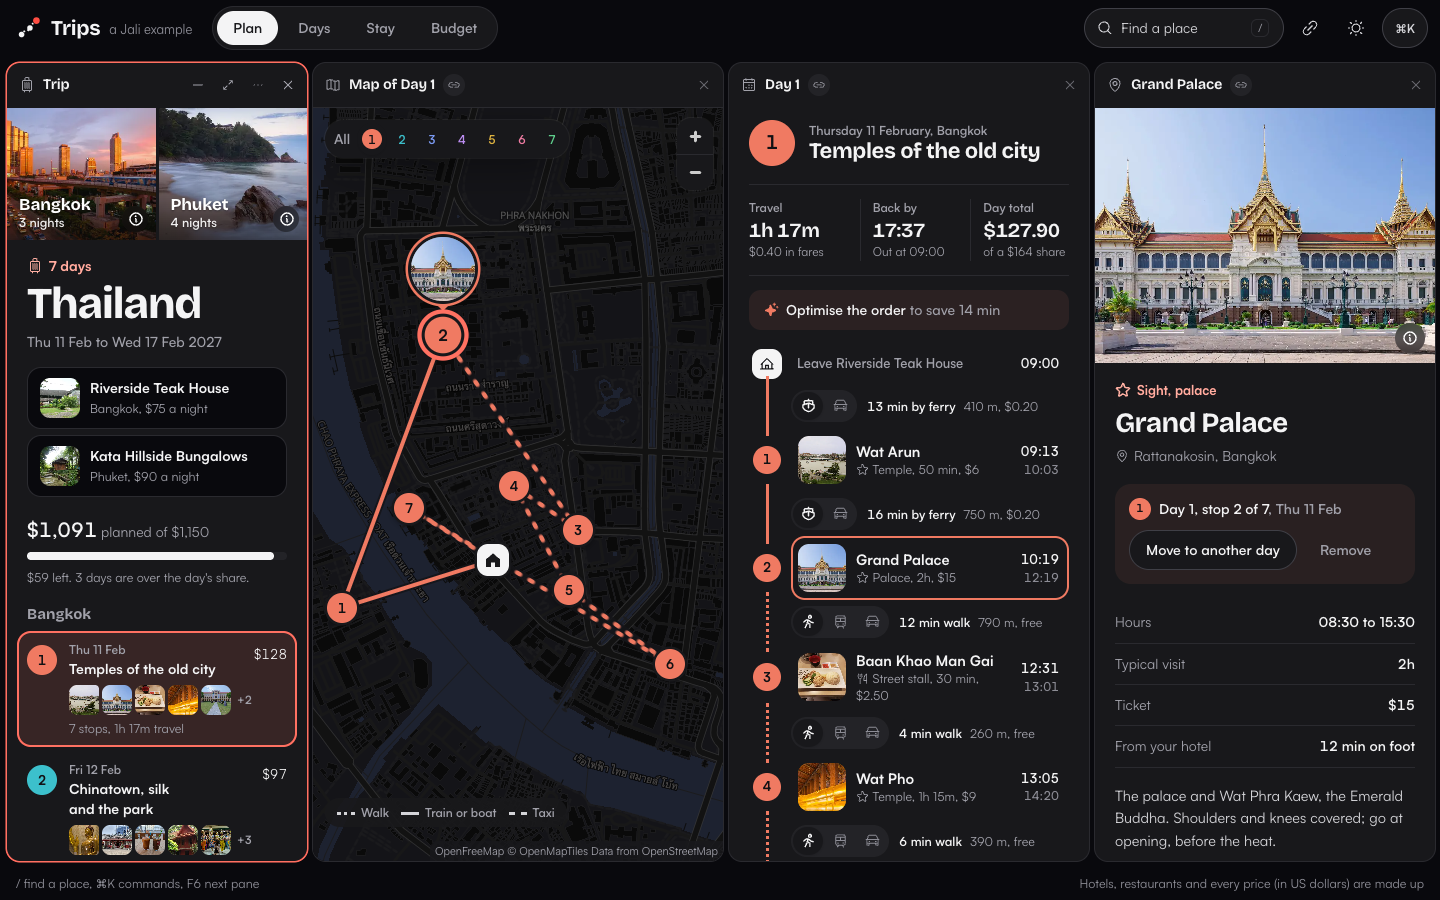 Trips a Jali example
Plan Days Stay Budget
Find a place /
⌘K
Trip
Bangkok
3 nights
Phuket
4 nights
7 days
Thailand
Thu 11 Feb to Wed 17 Feb 2027
Riverside Teak House
Bangkok, $75 a night
Kata Hillside Bungalows
Phuket, $90 a night
$1,091 planned of $1,150
$59 left. 3 days are over the day's share.
Bangkok
1
Thu 11 Feb
$128
Temples of the old city
+2
7 stops, 1h 17m travel
2
Fri 12 Feb
$97
Chinatown, silk
and the park
+3
Map of Day 1
All 1 2 3 4 5 6 7
+
−
PHRA NAKHON
พระนคร
2
4
7
3
5
1
6
Walk Train or boat Taxi
OpenFreeMap © OpenMapTiles Data from OpenStreetMap
Day 1
1
Thursday 11 February, Bangkok
Temples of the old city
Travel
1h 17m
$0.40 in fares
Back by
17:37
Out at 09:00
Day total
$127.90
of a $164 share
Optimise the order to save 14 min
Leave Riverside Teak House 09:00
13 min by ferry 410 m, $0.20
1
Wat Arun 09:13
Temple, 50 min, $6 10:03
16 min by ferry 750 m, $0.20
2
Grand Palace 10:19
Palace, 2h, $15 12:19
12 min walk 790 m, free
3
Baan Khao Man Gai 12:31
Street stall, 30 min, 13:01
$2.50
4 min walk 260 m, free
4
Wat Pho 13:05
Temple, 1h 15m, $9 14:20
6 min walk 390 m, free
Grand Palace
Sight, palace
Grand Palace
Rattanakosin, Bangkok
1 Day 1, stop 2 of 7, Thu 11 Feb
Move to another day Remove
Hours 08:30 to 15:30
Typical visit 2h
Ticket $15
From your hotel 12 min on foot
The palace and Wat Phra Kaew, the Emerald
Buddha. Shoulders and knees covered; go at
opening, before the heat.
/ find a place, ⌘K commands, F6 next pane
Hotels, restaurants and every price (in US dollars) are made up